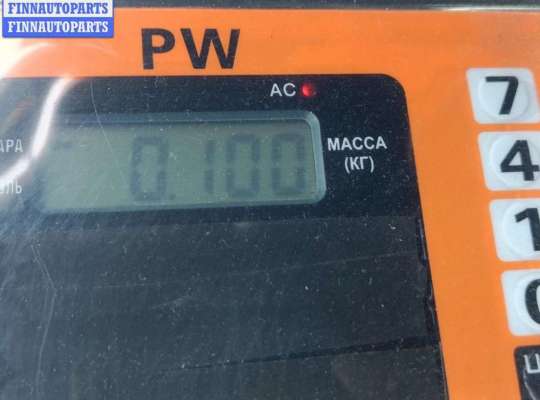 FINNAUTOPARTS
FINNAUTOPARTS
PW
AC
7
0.100
МАССА
(КГ)
4
1
0